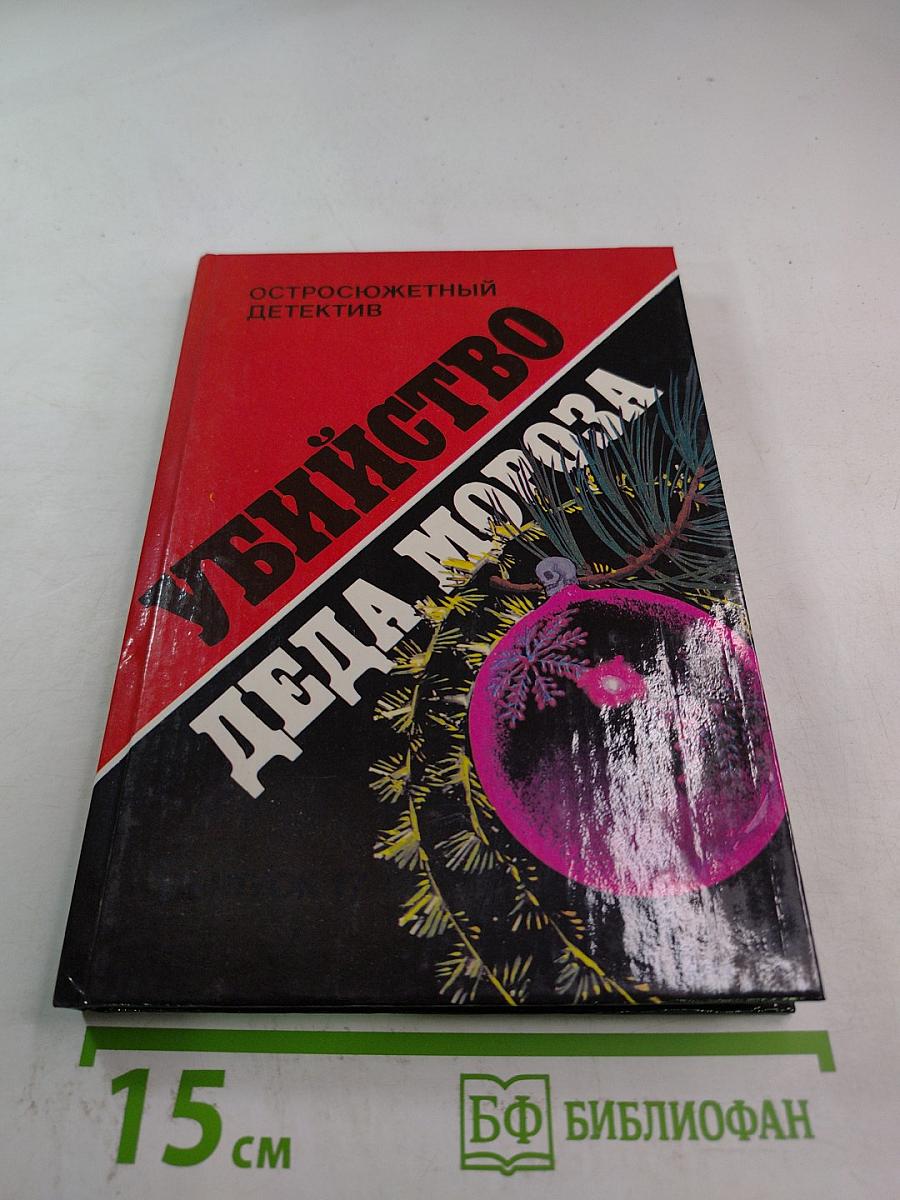 ОСТРОСЮЖЕТНЫЙ
ДЕТЕКТИВ
УБИЙСТВО
ДЕДА МОРОЗА
15 см
БФ БИБЛИОФАН